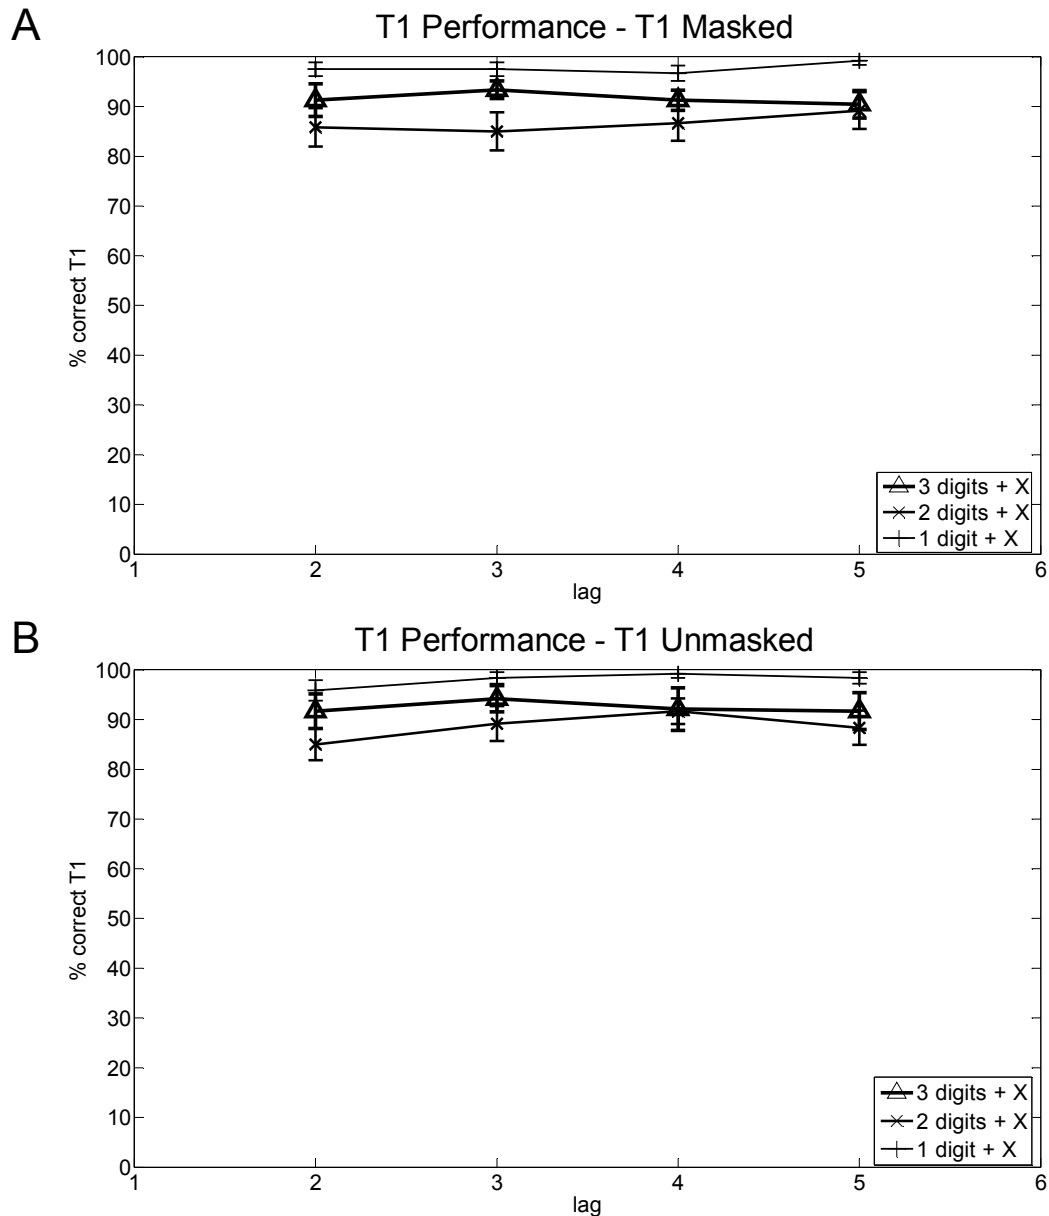 A
T1 Performance - T1 Masked
100
90
80
70
60
50
40
30
20
10
0
% correct T1
3 digits + X
2 digits + X
1 digit + X
1 2 3 4 5 6
lag
B
T1 Performance - T1 Unmasked
100
90
80
70
60
50
40
30
20
10
0
% correct T1
3 digits + X
2 digits + X
1 digit + X
1 2 3 4 5 6
lag